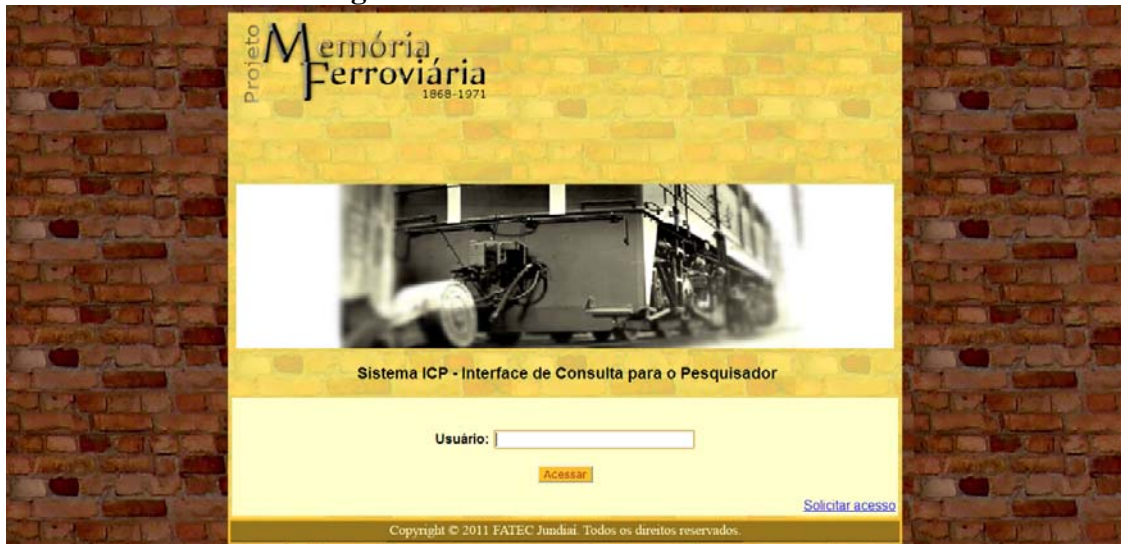 Projeto
Memória
Ferroviária
1868-1971
Sistema ICP - Interface de Consulta para o Pesquisador
Usuário:
Acessar
Solicitar acesso
Copyright © 2011 FATEC Jundiaí. Todos os direitos reservados.